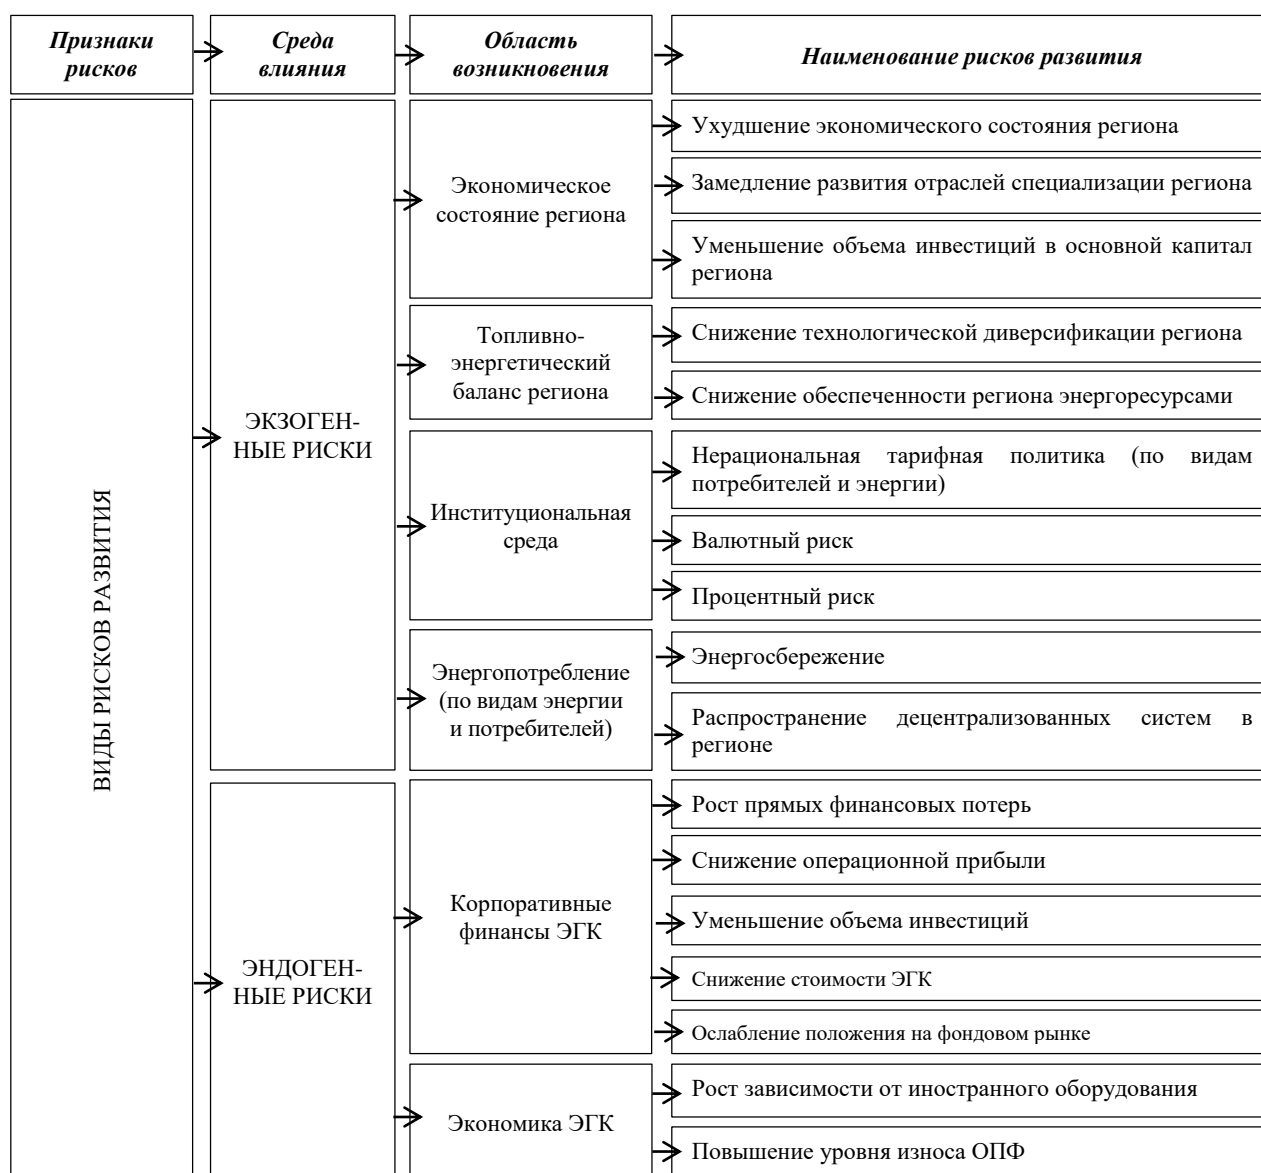 Признаки
рисков
Среда
влияния
Область
возникновения
Наименование рисков развития
ВИДЫ РИСКОВ РАЗВИТИЯ
ЭКЗОГЕН-
НЫЕ РИСКИ
Экономическое
состояние региона
Ухудшение экономического состояния региона
Замедление развития отраслей специализации региона
Уменьшение объема инвестиций в основной капитал
региона
Топливно-
энергетический
баланс региона
Снижение технологической диверсификации региона
Снижение обеспеченности региона энергоресурсами
Институциональная
среда
Нерациональная тарифная политика (по видам
потребителей и энергии)
Валютный риск
Процентный риск
Энергопотребление
(по видам энергии
и потребителей)
Энергосбережение
Распространение децентрализованных систем в
регионе
ЭНДОГЕН-
НЫЕ РИСКИ
Корпоративные
финансы ЭГК
Рост прямых финансовых потерь
Снижение операционной прибыли
Уменьшение объема инвестиций
Снижение стоимости ЭГК
Ослабление положения на фондовом рынке
Экономика ЭГК
Рост зависимости от иностранного оборудования
Повышение уровня износа ОПФ